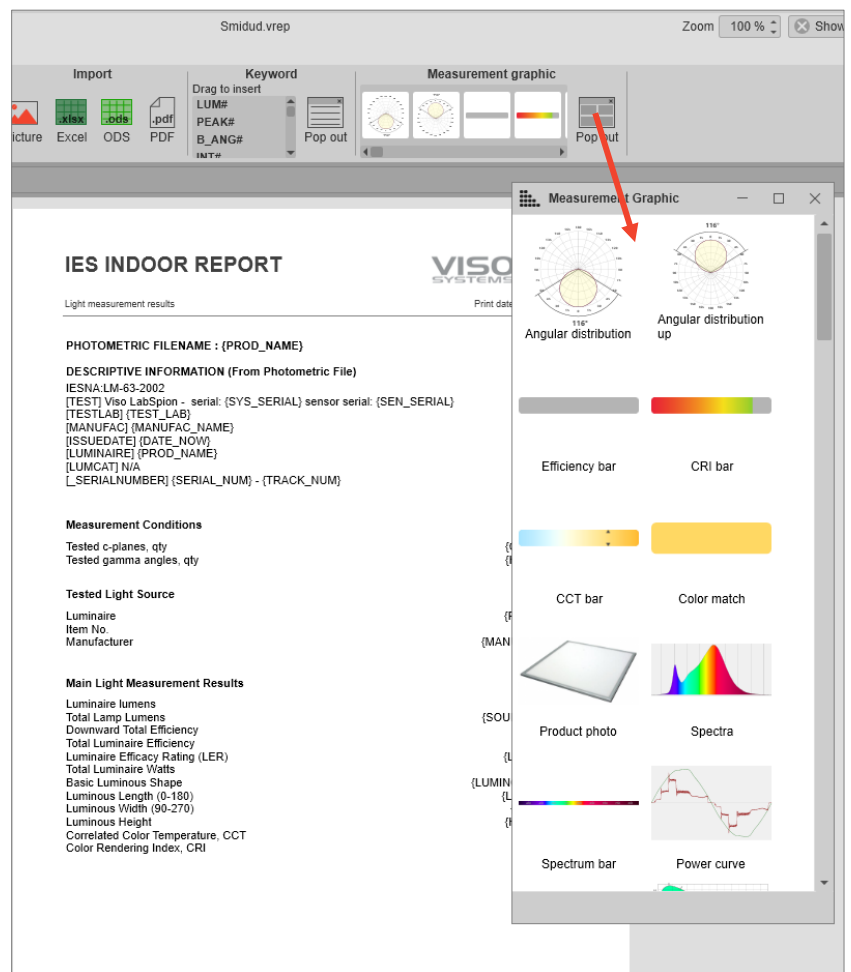 Smidud.vrep
Zoom 100 % Show
Import
Keyword
Measurement graphic
Drag to insert
LUM#
PEAK#
B_ANG#
INT#
.xlsx
.ods
.pdf
icture Excel ODS PDF
Pop out
Pop out
Measurement Graphic
116°
Angular distribution
116°
Angular distribution
up
Efficiency bar
CRI bar
CCT bar
Color match
Product photo
Spectra
Spectrum bar
Power curve
IES INDOOR REPORT
VISO
SYSTEMS
Light measurement results
Print date
PHOTOMETRIC FILENAME : {PROD_NAME}
DESCRIPTIVE INFORMATION (From Photometric File)
IESNA:LM-63-2002
[TEST] Viso LabSpion - serial: {SYS_SERIAL} sensor serial: {SEN_SERIAL}
[TESTLAB] {TEST_LAB}
[MANUFAC] {MANUFAC_NAME}
[ISSUEDATE] {DATE_NOW}
[LUMINAIRE] {PROD_NAME}
[LUMCAT] N/A
[_SERIALNUMBER] {SERIAL_NUM} - {TRACK_NUM}
Measurement Conditions
Tested c-planes, qty
Tested gamma angles, qty
Tested Light Source
Luminaire
Item No.
Manufacturer {MAN
Main Light Measurement Results
Luminaire lumens
Total Lamp Lumens {SOU
Downward Total Efficiency
Total Luminaire Efficiency
Luminaire Efficacy Rating (LER) {L
Total Luminaire Watts
Basic Luminous Shape {LUMIN
Luminous Length (0-180) {L
Luminous Width (90-270)
Luminous Height {H
Correlated Color Temperature, CCT
Color Rendering Index, CRI